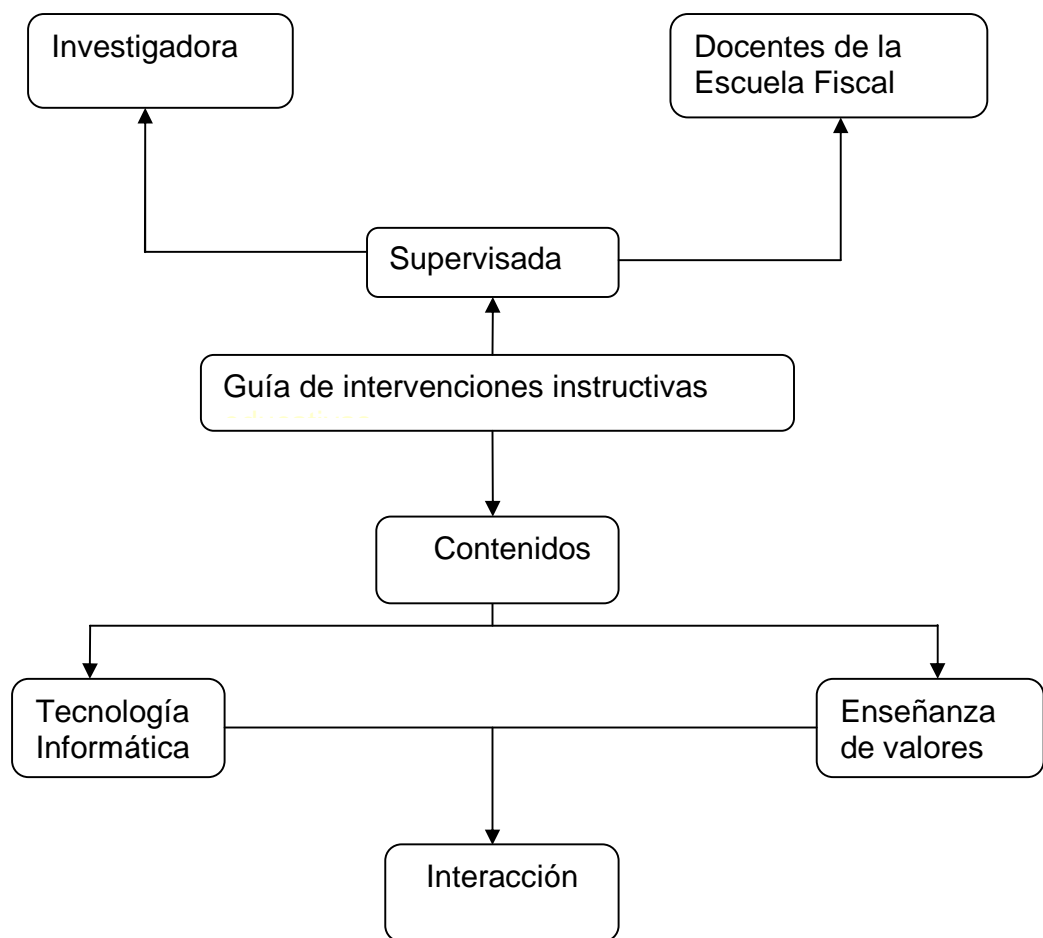 Investigadora
Docentes de la
Escuela Fiscal
Supervisada
Guía de intervenciones instructivas
Contenidos
Tecnología
Informática
Enseñanza
de valores
Interacción